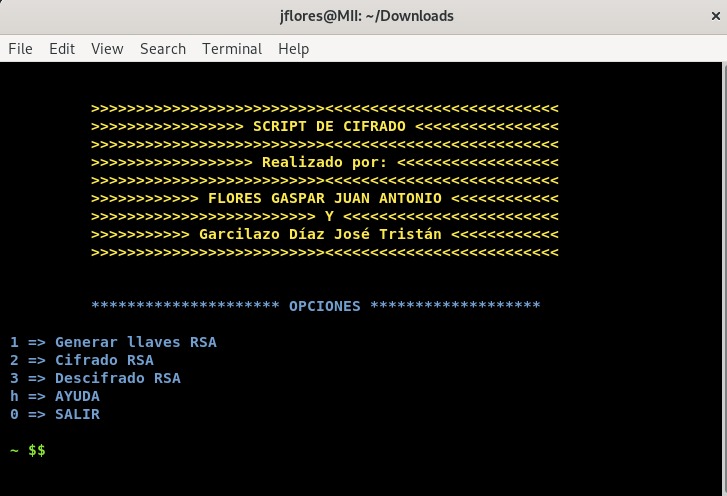 jflores@MII: ~/Downloads ×
File Edit View Search Terminal Help
>>>>>>>>>>>>>>>>>>>>>>>>>><<<<<<<<<<<<<<<<<<<<<<<<<<
>>>>>>>>>>>>>>>>> SCRIPT DE CIFRADO <<<<<<<<<<<<<<<<
>>>>>>>>>>>>>>>>>>>>>>>>>><<<<<<<<<<<<<<<<<<<<<<<<<<
>>>>>>>>>>>>>>>>>> Realizado por: <<<<<<<<<<<<<<<<<<
>>>>>>>>>>>>>>>>>>>>>>>>>><<<<<<<<<<<<<<<<<<<<<<<<<<
>>>>>>>>>>>> FLORES GASPAR JUAN ANTONIO <<<<<<<<<<<<
>>>>>>>>>>>>>>>>>>>>>>>>> Y <<<<<<<<<<<<<<<<<<<<<<<<
>>>>>>>>>>> Garcilazo Díaz José Tristán <<<<<<<<<<<<
>>>>>>>>>>>>>>>>>>>>>>>>>><<<<<<<<<<<<<<<<<<<<<<<<<<
********************* OPCIONES *******************
1 => Generar llaves RSA
2 => Cifrado RSA
3 => Descifrado RSA
h => AYUDA
0 => SALIR
~ $$